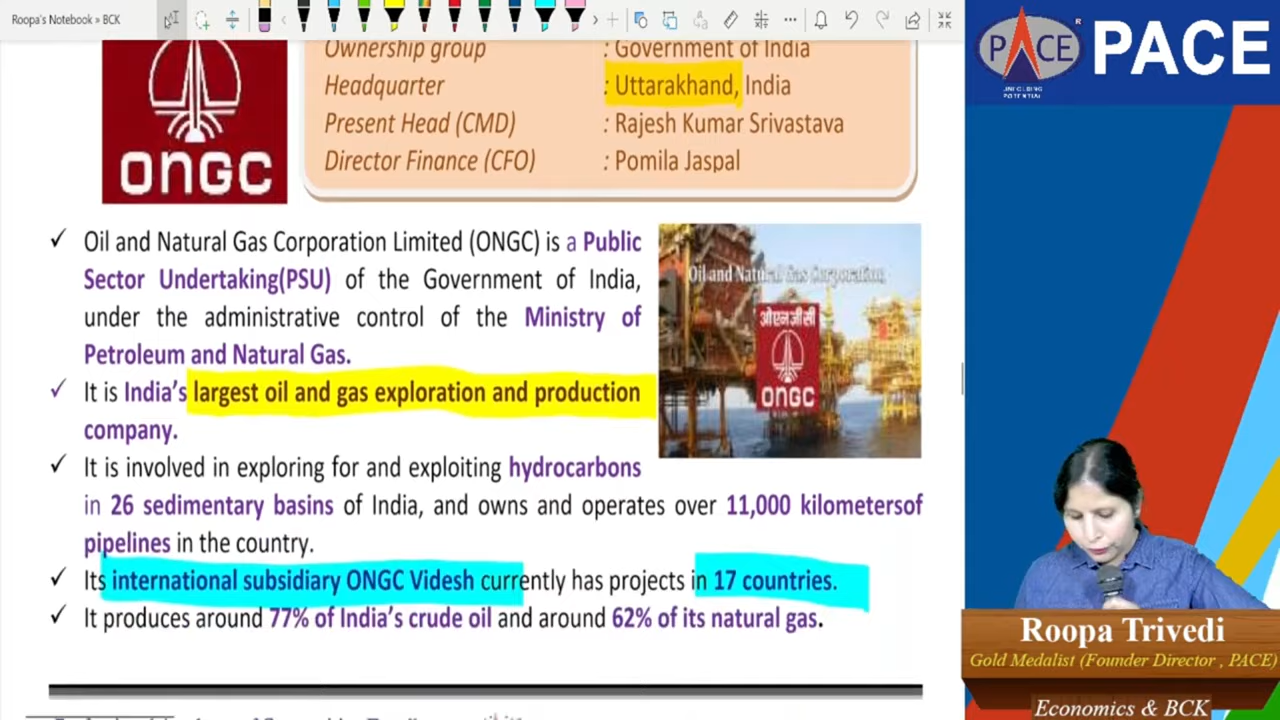 Roopa's Notebook » BCK
Ownership group : Government of India
Headquarter : Uttarakhand, India
Present Head (CMD) : Rajesh Kumar Srivastava
Director Finance (CFO) : Pomila Jaspal
ONGC
✓ Oil and Natural Gas Corporation Limited (ONGC) is a Public
Sector Undertaking(PSU) of the Government of India,
under the administrative control of the Ministry of
Petroleum and Natural Gas.
✓ It is India's largest oil and gas exploration and production
company.
✓ It is involved in exploring for and exploiting hydrocarbons
in 26 sedimentary basins of India, and owns and operates over 11,000 kilometersof
pipelines in the country.
✓ Its international subsidiary ONGC Videsh currently has projects in 17 countries.
✓ It produces around 77% of India's crude oil and around 62% of its natural gas.
Oil and Natural Gas Corporation
ओएनजीसी
ONGC
PACE
UNFOLDING
POTENTIAL
PACE
Roopa Trivedi
Gold Medalist (Founder Director , PACE)
Economics & BCK